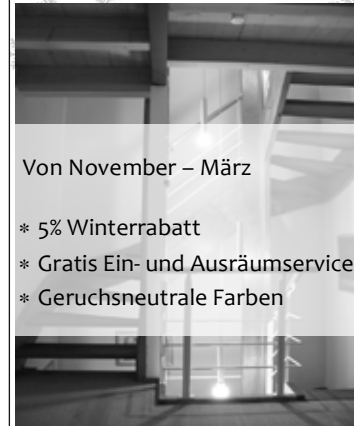 Von November – März
* 5% Winterrabatt
* Gratis Ein- und Ausräumservice
* Geruchsneutrale Farben